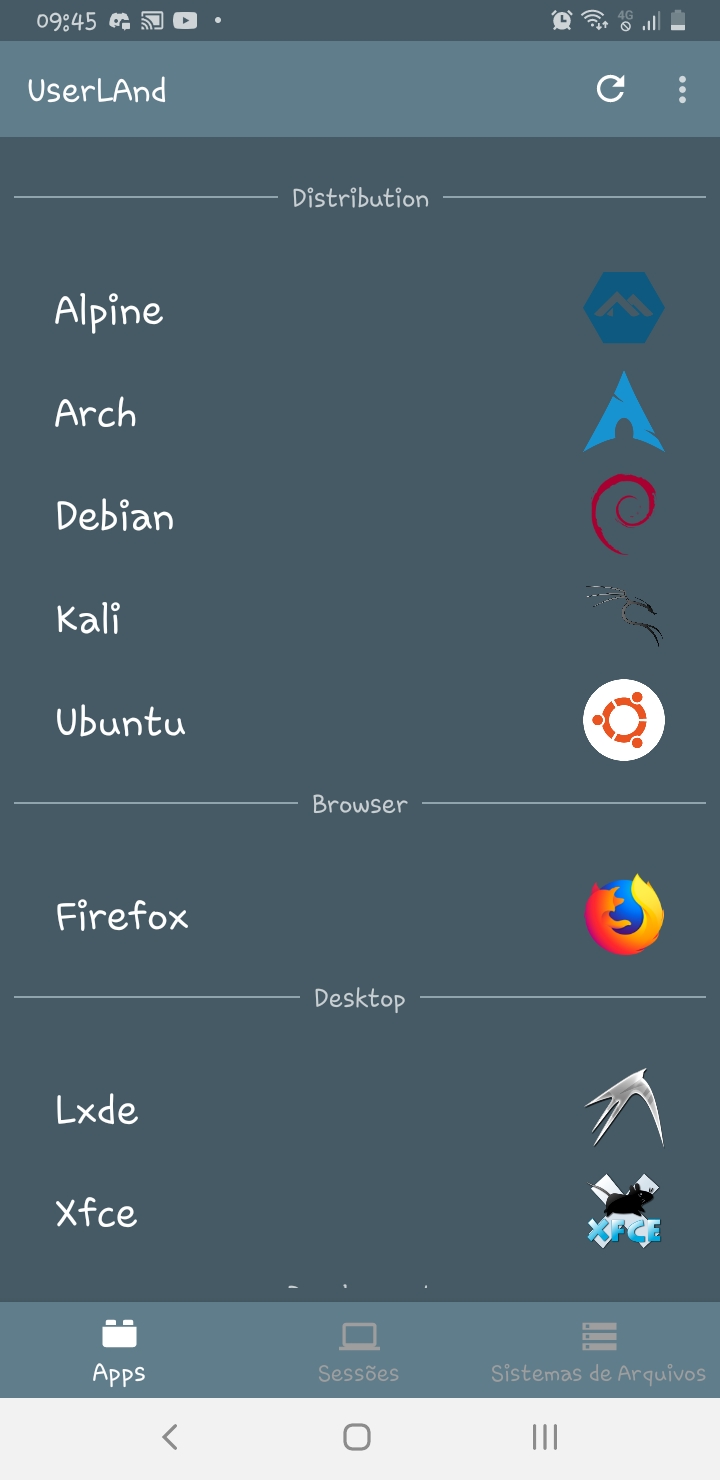 09:45
4G
UserLAnd
Distribution
Alpine
Arch
Debian
Kali
Ubuntu
Browser
Firefox
Desktop
Lxde
Xfce
XFCE
Apps
Sessões
Sistemas de Arquivos